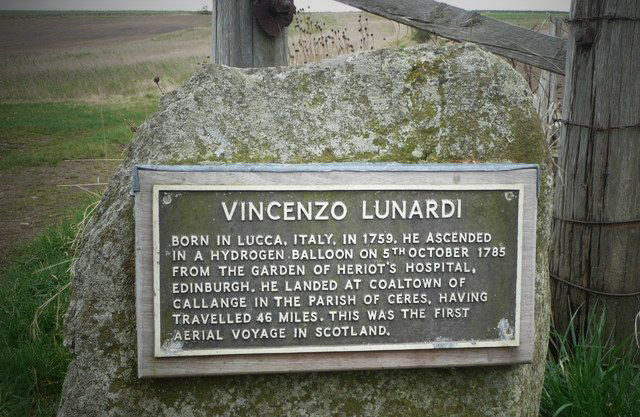 VINCENZO LUNARDI
BORN IN LUCCA, ITALY, IN 1759. HE ASCENDED
IN A HYDROGEN BALLOON ON 5TH OCTOBER 1785
FROM THE GARDEN OF HERIOT'S HOSPITAL,
EDINBURGH. HE LANDED AT COALTOWN OF
CALLANGE IN THE PARISH OF CERES, HAVING
TRAVELLED 46 MILES. THIS WAS THE FIRST
AERIAL VOYAGE IN SCOTLAND.